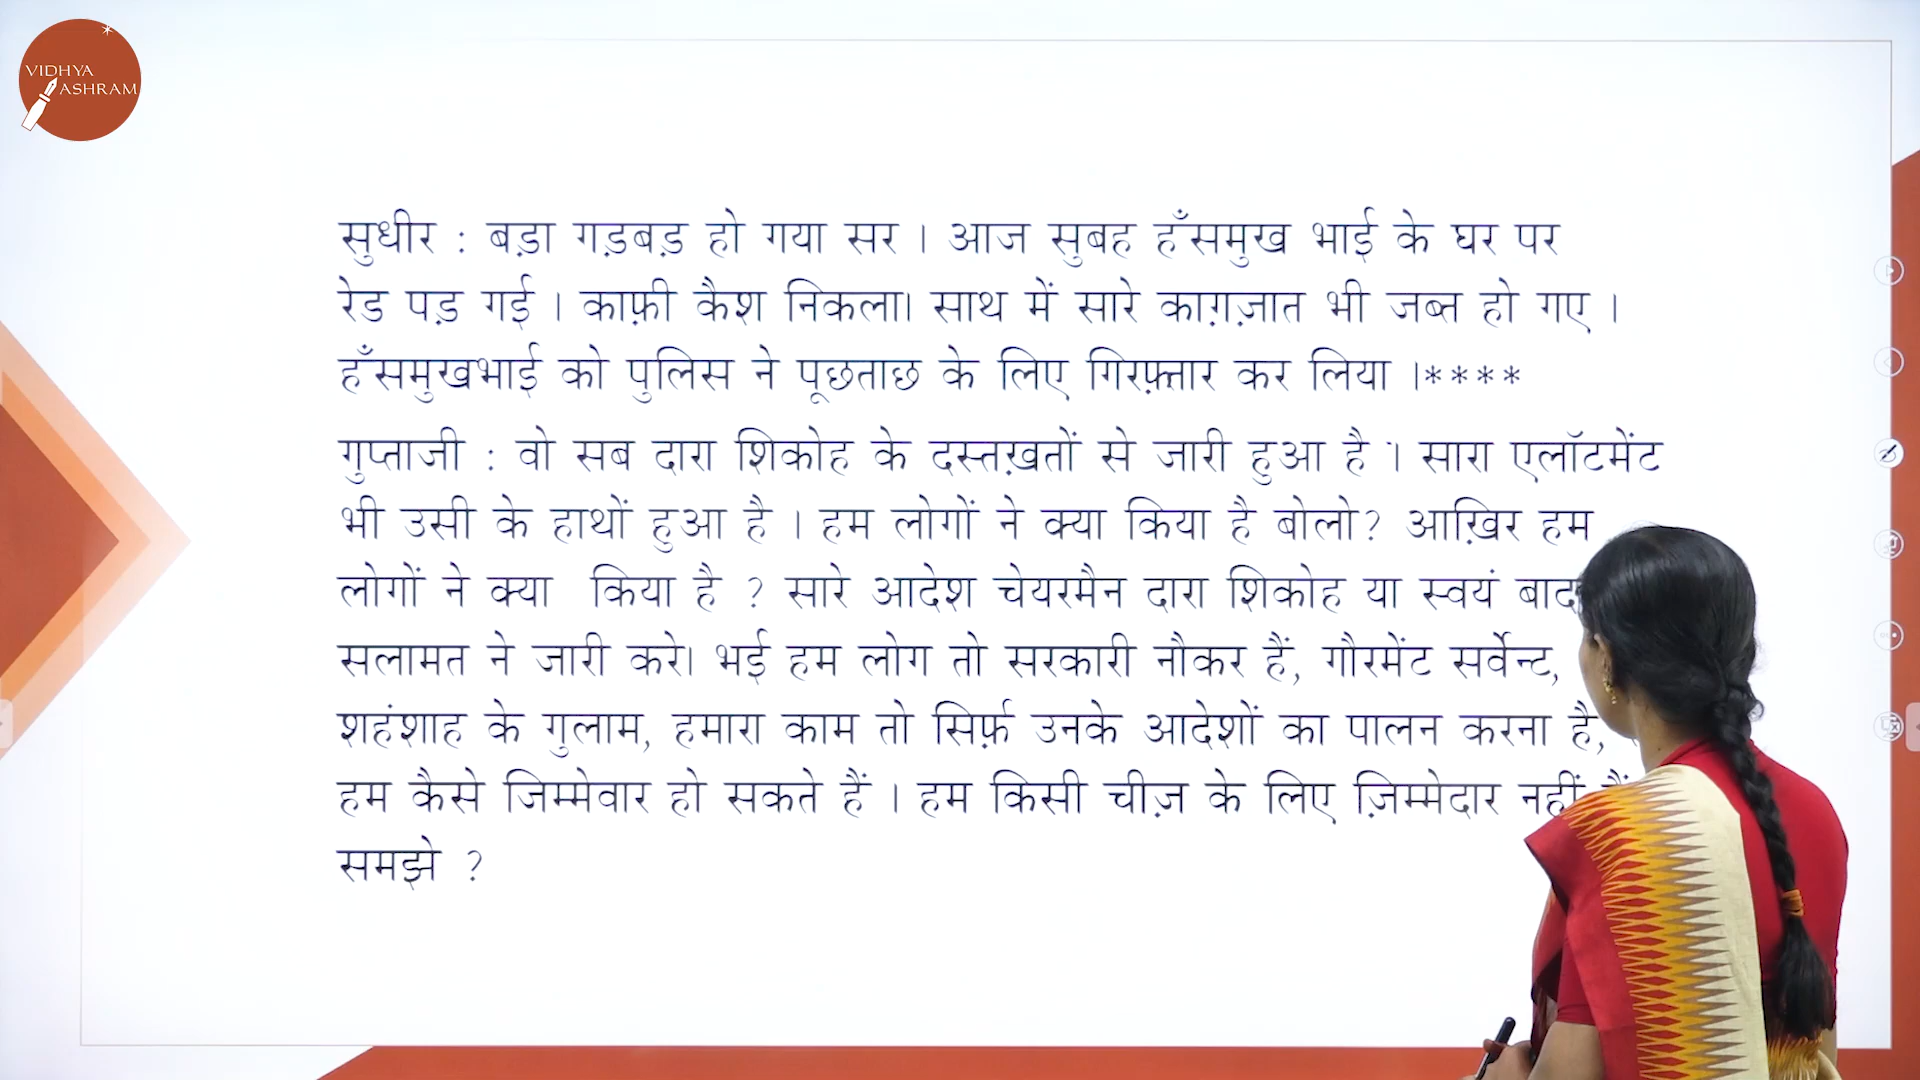 VIDHYA
ASHRAM
सुधीर : बड़ा गड़बड़ हो गया सर । आज सुबह हँसमुख भाई के घर पर
रेड पड़ गई । काफ़ी कैश निकला। साथ में सारे काग़ज़ात भी जब्त हो गए ।
हँसमुखभाई को पुलिस ने पूछताछ के लिए गिरफ़्तार कर लिया ।****
गुप्ताजी : वो सब दारा शिकोह के दस्तख़तों से जारी हुआ है । सारा एलॉटमेंट
भी उसी के हाथों हुआ है । हम लोगों ने क्या किया है बोलो? आख़िर हम
लोगों ने क्या किया है ? सारे आदेश चेयरमैन दारा शिकोह या स्वयं
सलामत ने जारी करे। भई हम लोग तो सरकारी नौकर हैं, गौरमेंट सर्वेन्ट,
शहंशाह के गुलाम, हमारा काम तो सिर्फ़ उनके आदेशों का पालन करना है,
हम कैसे जिम्मेवार हो सकते हैं । हम किसी चीज़ के लिए ज़िम्मेदार नहीं
समझे ?